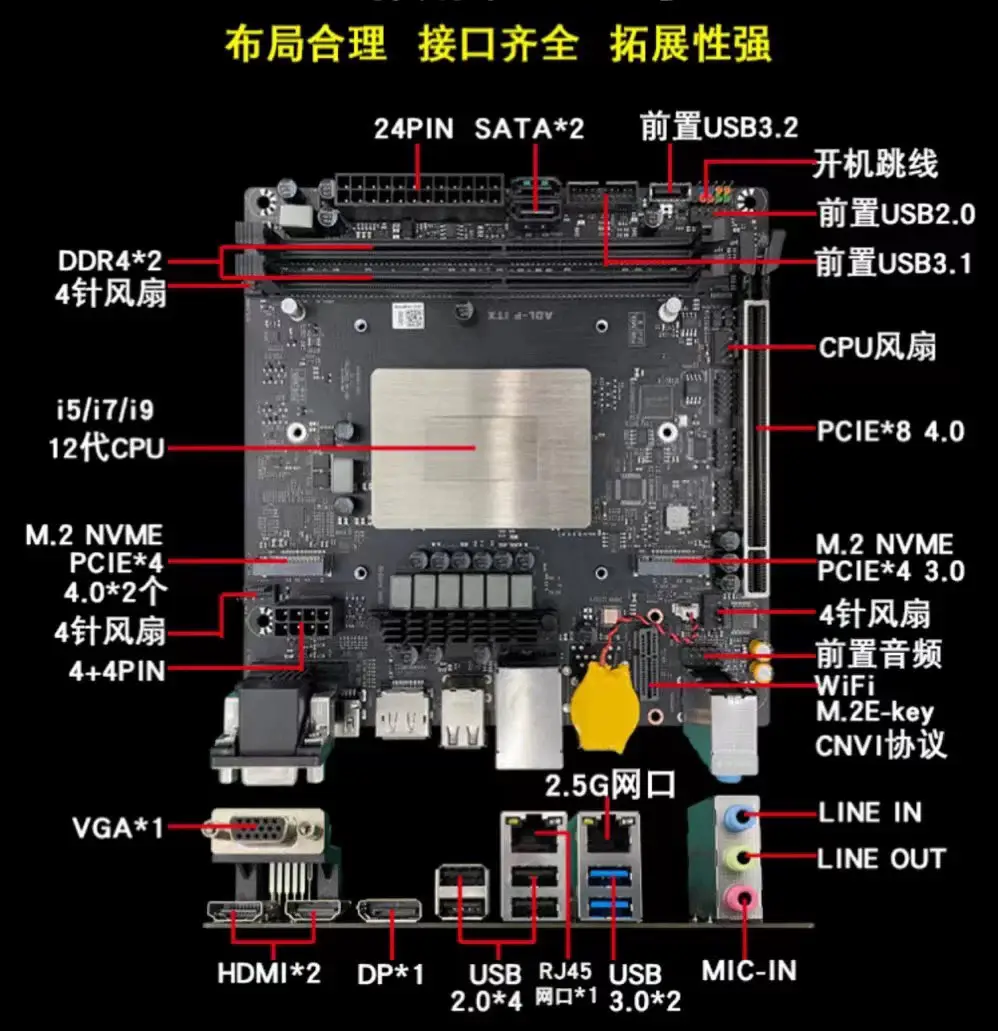 布局合理 接口齐全 拓展性强
24PIN SATA*2 前置USB3.2
开机跳线
前置USB2.0
前置USB3.1
DDR4*2
4针风扇
ADL-P ITX
CPU风扇
i5/i7/i9
12代CPU
PCIE*8 4.0
M.2 NVME
PCIE*4
4.0*2个
4针风扇
4+4PIN
M.2 NVME
PCIE*4 3.0
4针风扇
前置音频
WiFi
M.2E-key
CNVI协议
2.5G网口
VGA*1
LINE IN
LINE OUT
HDMI*2
DP*1
USB
2.0*4
RJ45
网口*1
USB
3.0*2
MIC-IN